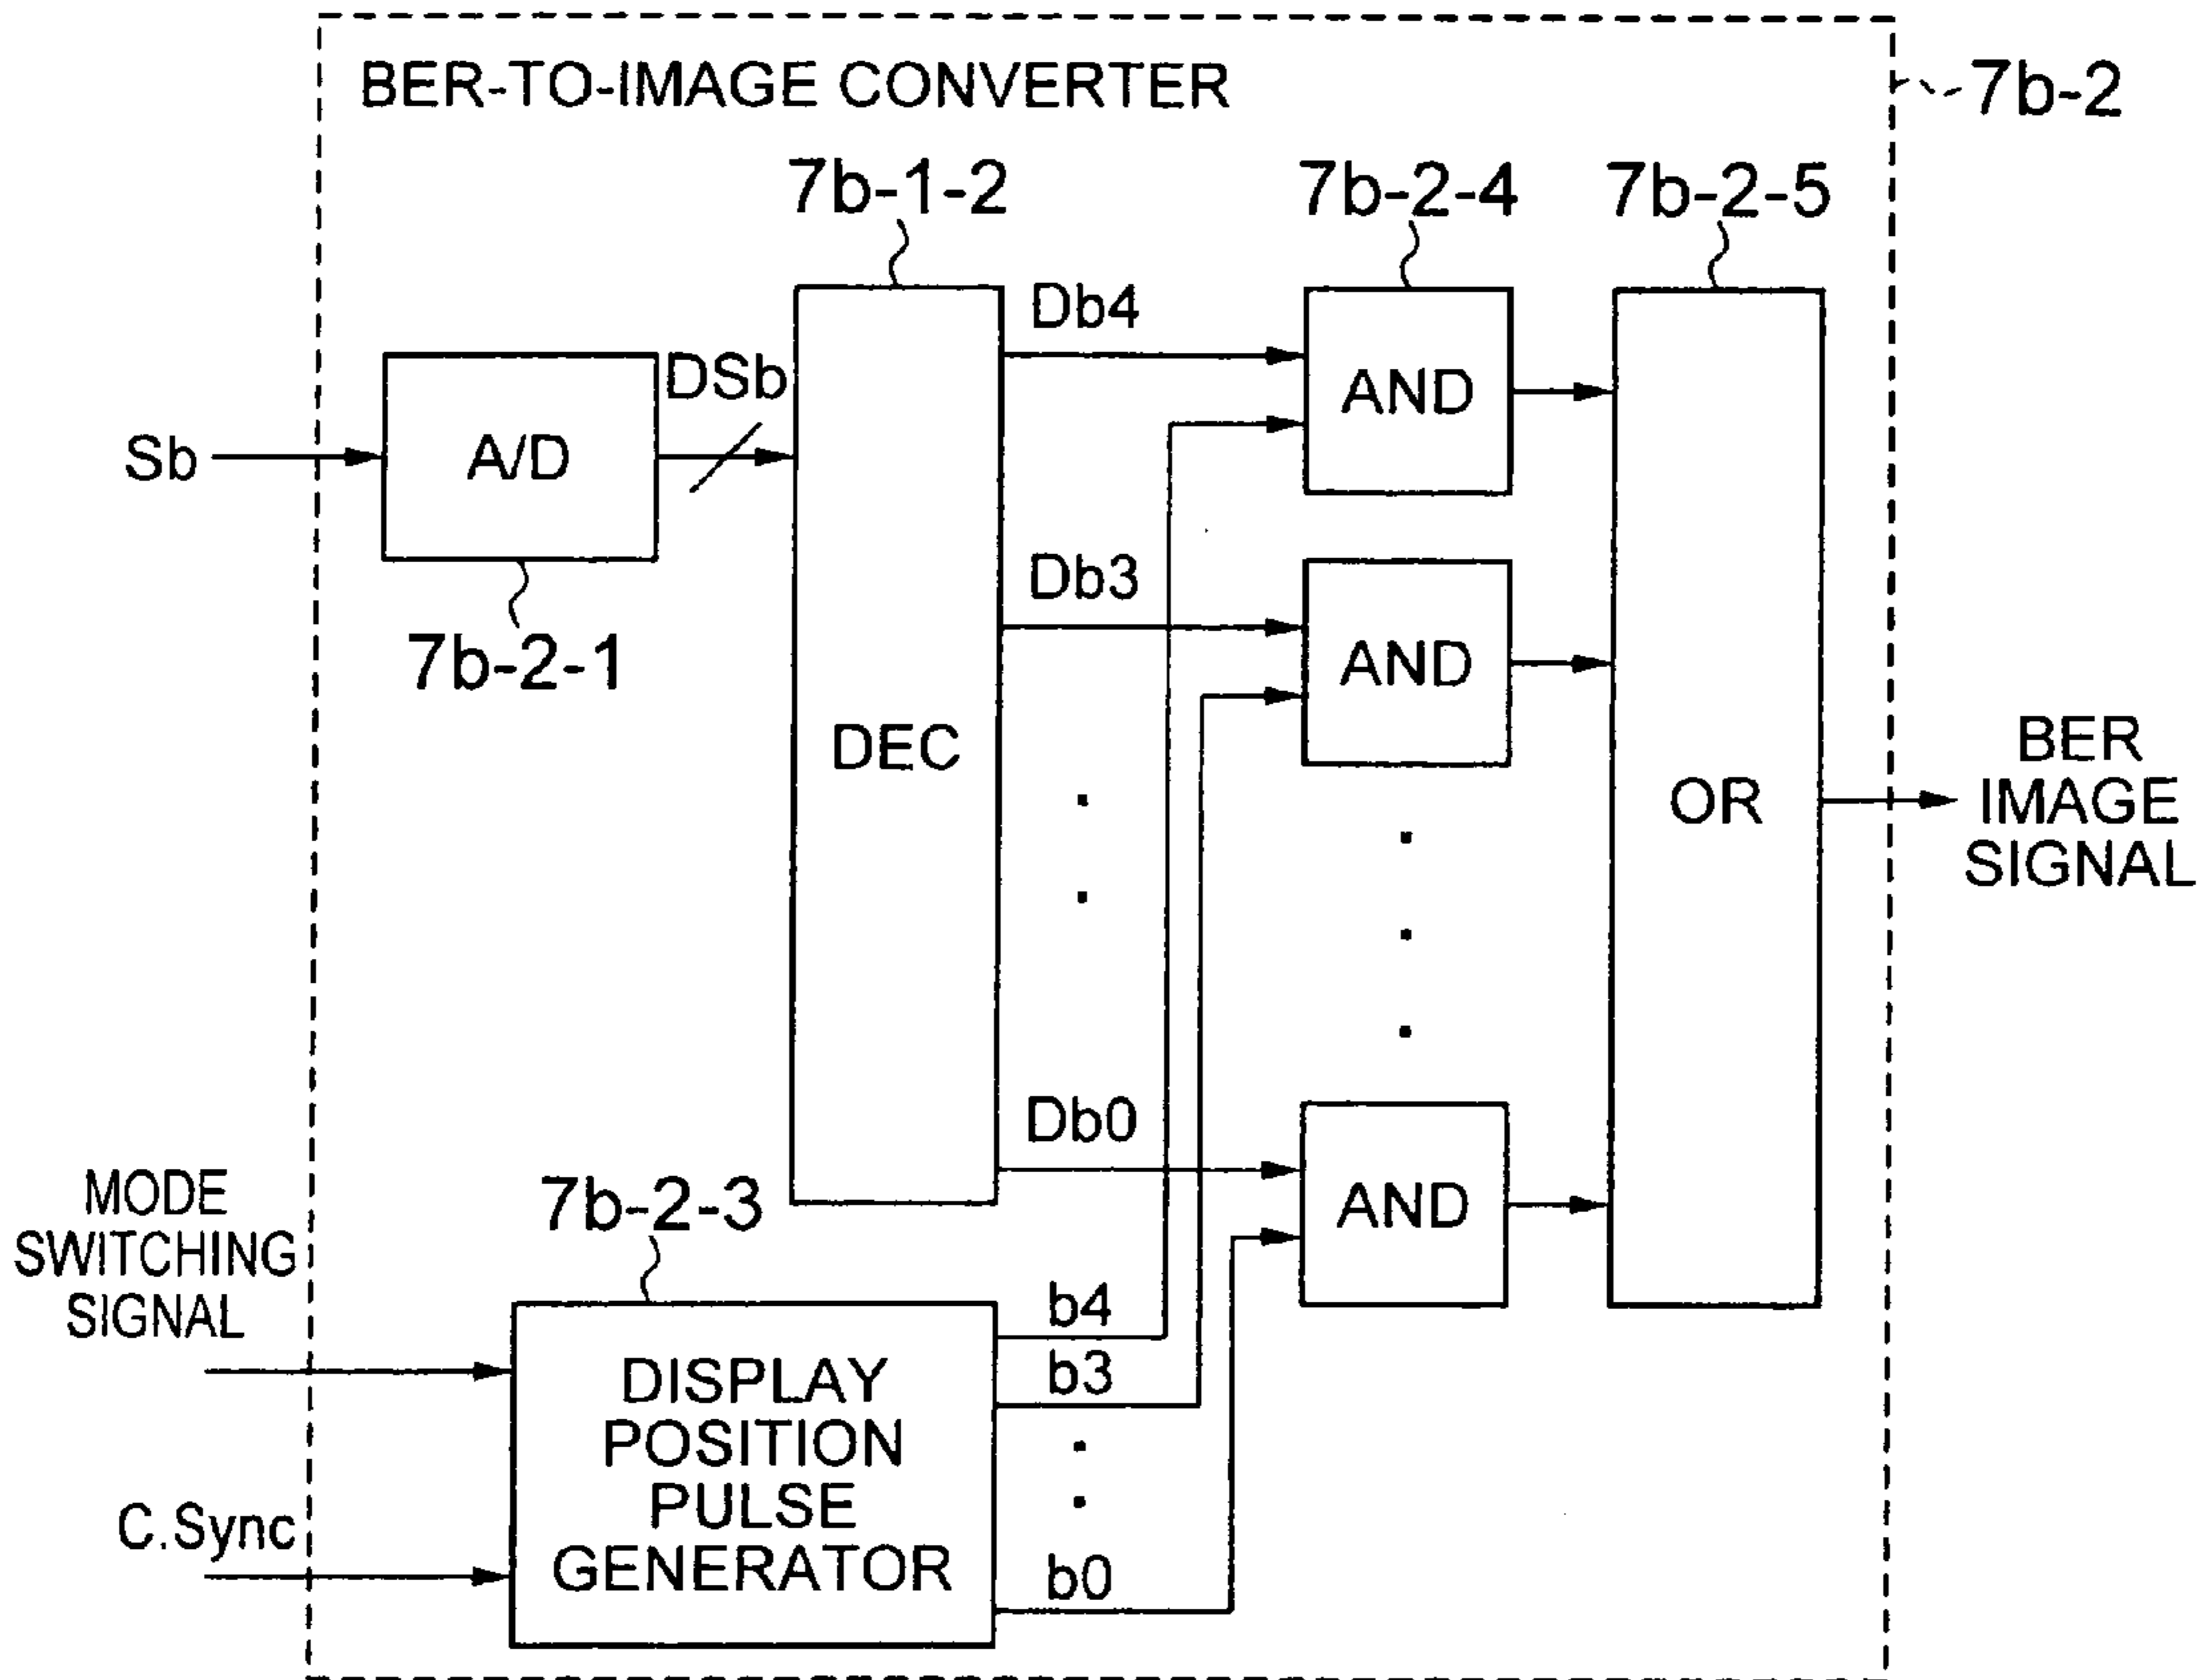 BER-TO-IMAGE CONVERTER
7b-2
7b-1-2
7b-2-4
7b-2-5
Db4
DSb
Sb
A/D
AND
7b-2-1
Db3
AND
DEC
OR
BER
IMAGE
SIGNAL
Db0
AND
MODE
SWITCHING
SIGNAL
7b-2-3
b4
b3
DISPLAY
POSITION
PULSE
GENERATOR
C.Sync
b0